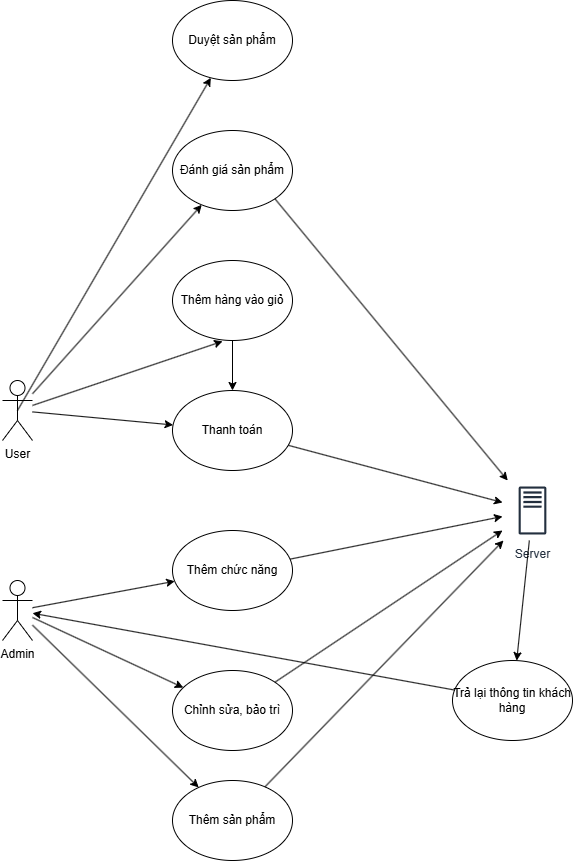 Duyệt sản phẩm
Đánh giá sản phẩm
Thêm hàng vào giỏ
Thanh toán
User
Server
Thêm chức năng
Admin
Trả lại thông tin khách
hàng
Chỉnh sửa, bảo trì
Thêm sản phẩm